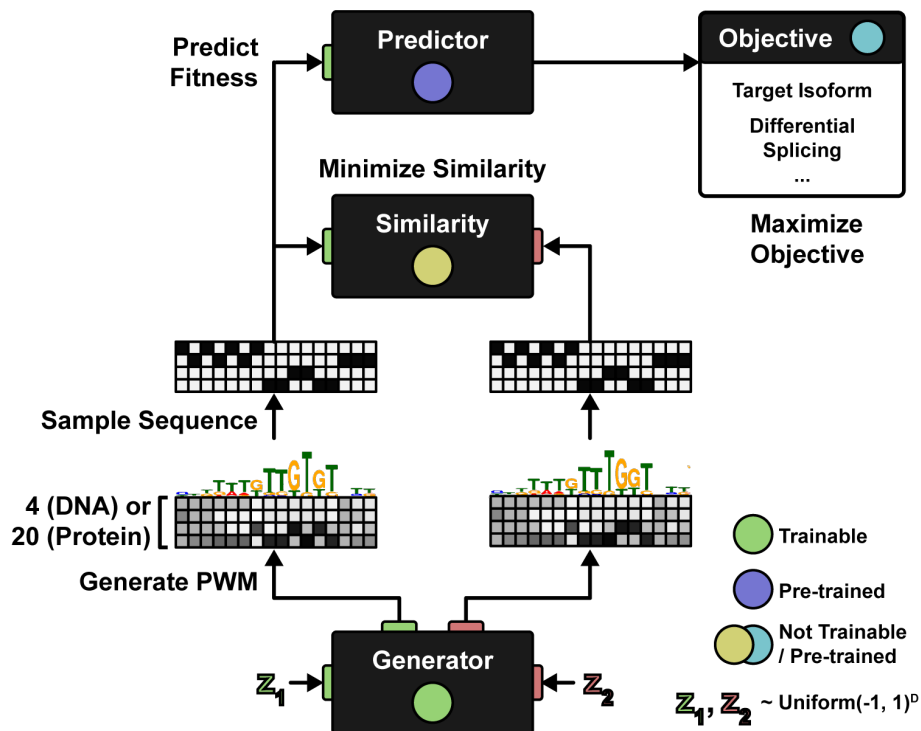 Predict
Fitness
Predictor
Objective
Target Isoform
Differential
Splicing
...
Maximize
Objective
Minimize Similarity
Similarity
Sample Sequence
4 (DNA) or
20 (Protein)
Generate PWM
Generator
Z1
Z2
Trainable
Pre-trained
Not Trainable
/ Pre-trained
Z1, Z2 ~ Uniform(-1, 1)ᴰ